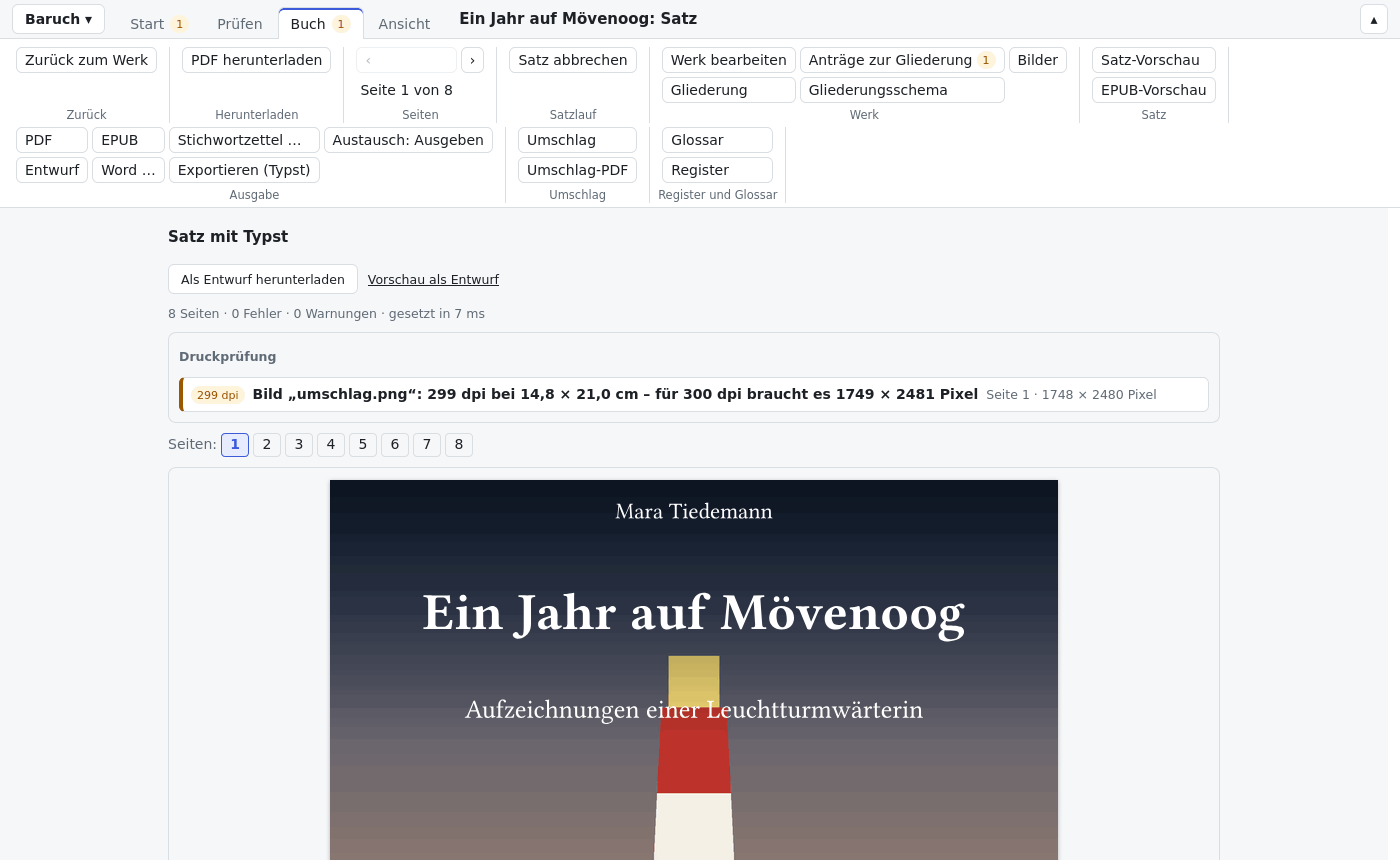 Baruch ▾
Start 1
Prüfen
Buch 1
Ansicht
Ein Jahr auf Mövenoog: Satz
▴
Zurück zum Werk
Zurück
PDF herunterladen
Herunterladen
‹ ›
Seite 1 von 8
Seiten
Satz abbrechen
Satzlauf
Werk bearbeiten
Anträge zur Gliederung 1
Bilder
Gliederung
Gliederungsschema
Werk
Satz-Vorschau
EPUB-Vorschau
Satz
PDF
EPUB
Stichwortzettel …
Austausch: Ausgeben
Entwurf
Word …
Exportieren (Typst)
Ausgabe
Umschlag
Umschlag-PDF
Umschlag
Glossar
Register
Register und Glossar
Satz mit Typst
Als Entwurf herunterladen
Vorschau als Entwurf
8 Seiten · 0 Fehler · 0 Warnungen · gesetzt in 7 ms
Druckprüfung
299 dpi Bild „umschlag.png“: 299 dpi bei 14,8 × 21,0 cm – für 300 dpi braucht es 1749 × 2481 Pixel Seite 1 · 1748 × 2480 Pixel
Seiten: 1 2 3 4 5 6 7 8
Mara Tiedemann
Ein Jahr auf Mövenoog
Aufzeichnungen einer Leuchtturmwärterin